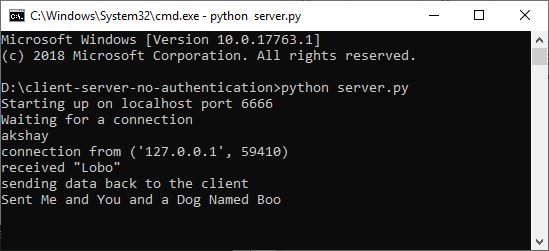 C:\Windows\System32\cmd.exe - python  server.py
Microsoft Windows [Version 10.0.17763.1]
(c) 2018 Microsoft Corporation. All rights reserved.
D:\client-server-no-authentication>python server.py
Starting up on localhost port 6666
Waiting for a connection
akshay
connection from ('127.0.0.1', 59410)
received "Lobo"
sending data back to the client
Sent Me and You and a Dog Named Boo